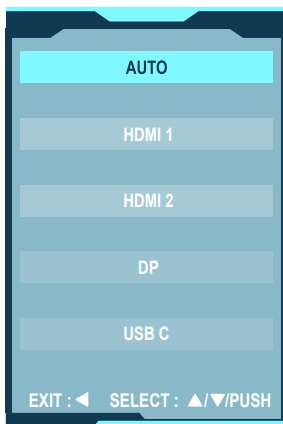 AUTO
HDMI 1
HDMI 2
DP
USB C
EXIT : ◀ SELECT : ▲/▼/PUSH